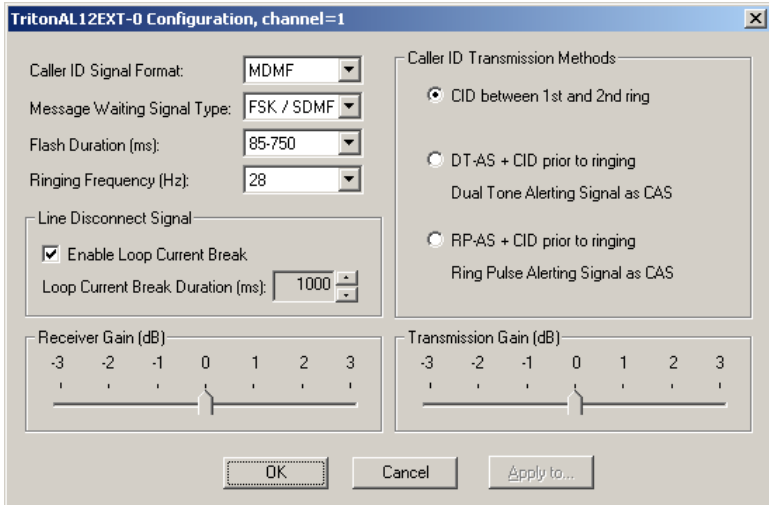 TritonAL12EXT-0 Configuration, channel=1
Caller ID Signal Format: MDMF
Message Waiting Signal Type: FSK / SDMF
Flash Duration (ms): 85-750
Ringing Frequency (Hz): 28
Line Disconnect Signal
Enable Loop Current Break
Loop Current Break Duration (ms): 1000
Caller ID Transmission Methods
CID between 1st and 2nd ring
DT-AS + CID prior to ringing
Dual Tone Alerting Signal as CAS
RP-AS + CID prior to ringing
Ring Pulse Alerting Signal as CAS
Receiver Gain (dB)
-3 -2 -1 0 1 2 3
Transmission Gain (dB)
-3 -2 -1 0 1 2 3
OK Cancel Apply to...